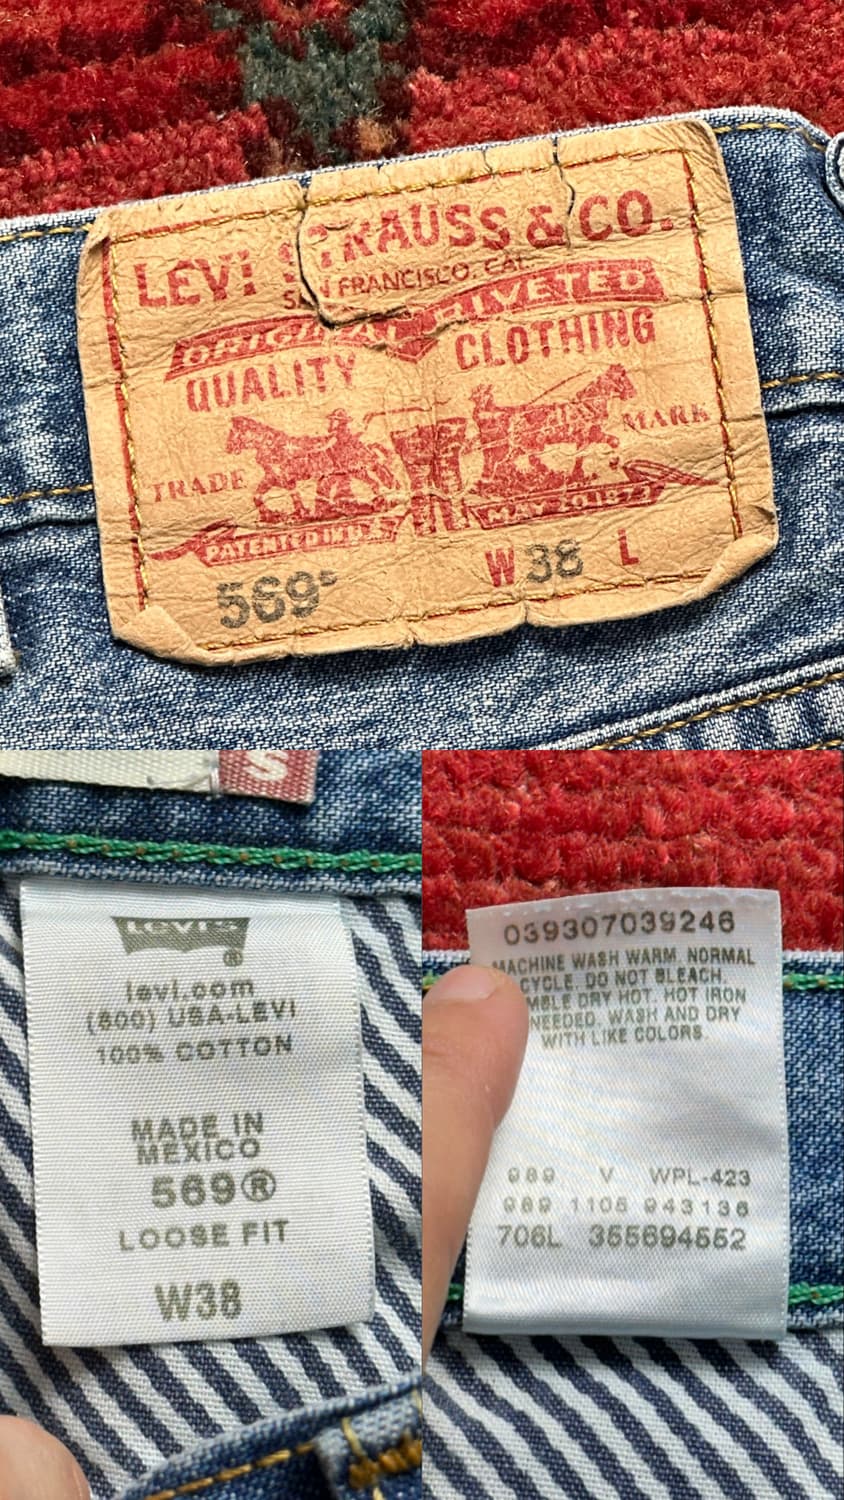 LEVI STRAUSS & CO.
SAN FRANCISCO, CAL.
ORIGINAL RIVETED
QUALITY CLOTHING
TRADE MARK
PATENTED IN U.S. MAY 20 1873
569® W 38 L
S
Levi's
®
levi.com
(800) USA-LEVI
100% COTTON
MADE IN
MEXICO
569®
LOOSE FIT
W38
039307039246
MACHINE WASH WARM. NORMAL
CYCLE. DO NOT BLEACH.
MBLE DRY HOT. HOT IRON
NEEDED. WASH AND DRY
WITH LIKE COLORS.
989 V WPL-423
989 1105 943136
706L 355694552